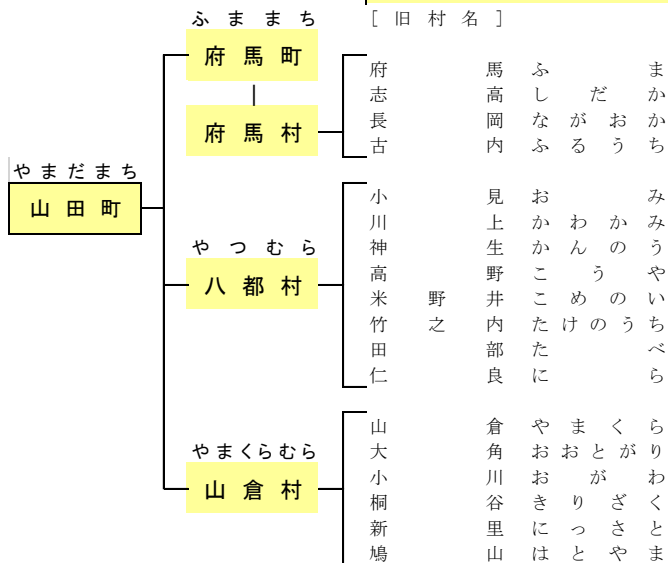 [ 旧 村 名 ]
ふ ま ま ち
府 馬 町
府 馬 村
府 馬 ふ ま
志 高 し だ か
長 岡 な が お か
古 内 ふ る う ち
や ま だ ま ち
山 田 町
や つ む ら
八 都 村
小 見 お み
川 上 か わ か み
神 生 か ん の う
高 野 こ う や
米 野 井 こ め の い
竹 之 内 た け の う ち
田 部 た べ
仁 良 に ら
や ま く ら む ら
山 倉 村
山 倉 や ま く ら
大 角 お お と が り
小 川 お が わ
桐 谷 き り ざ く
新 里 に っ さ と
鳩 山 は と や ま